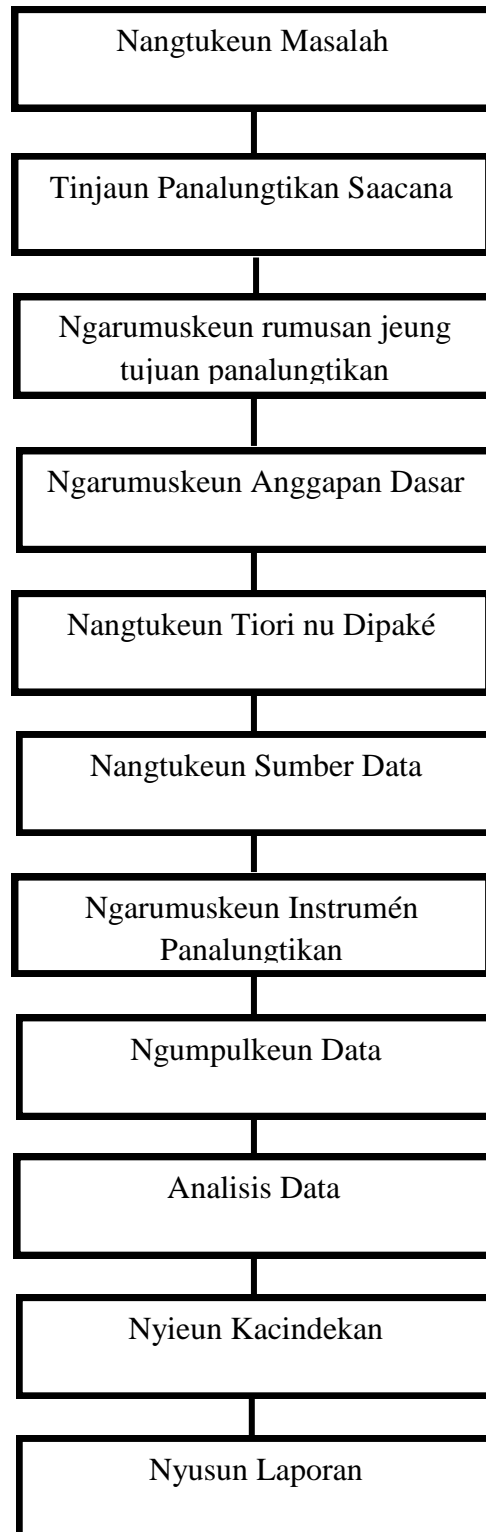 Nangtukeun Masalah
Tinjaun Panalungtikan Saacana
Ngarumuskeun rumusan jeung
tujuan panalungtikan
Ngarumuskeun Anggapan Dasar
Nangtukeun Tiori nu Dipaké
Nangtukeun Sumber Data
Ngarumuskeun Instrumén
Panalungtikan
Ngumpulkeun Data
Analisis Data
Nyieun Kacindekan
Nyusun Laporan